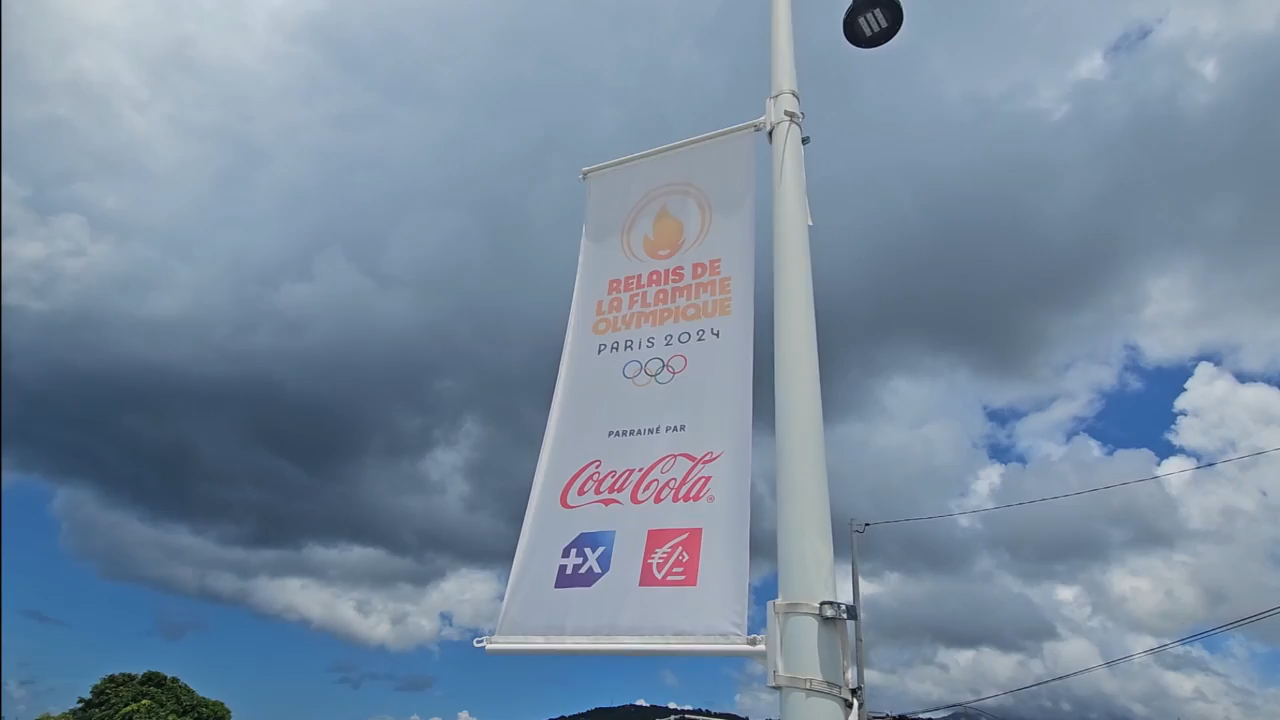 RELAIS DE
LA FLAMME
OLYMPIQUE
PARIS 2024
PARRAINÉ PAR
Coca-Cola®
+X